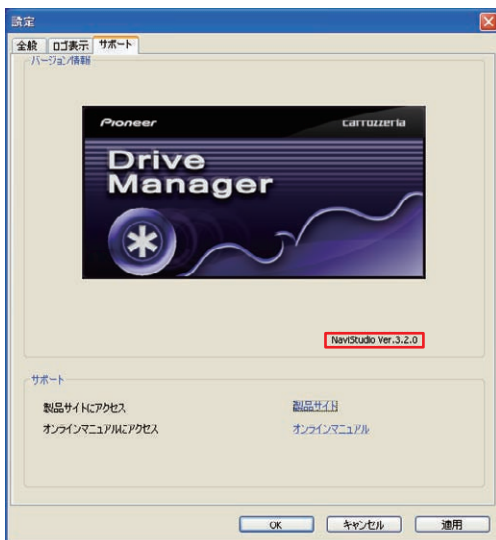 設定
全般 ロゴ表示 サポート
バージョン情報
Pioneer carrozzeria
Drive
Manager
NaviStudio Ver.3.2.0
サポート
製品サイトにアクセス 製品サイト
オンラインマニュアルにアクセス オンラインマニュアル
OK キャンセル 適用